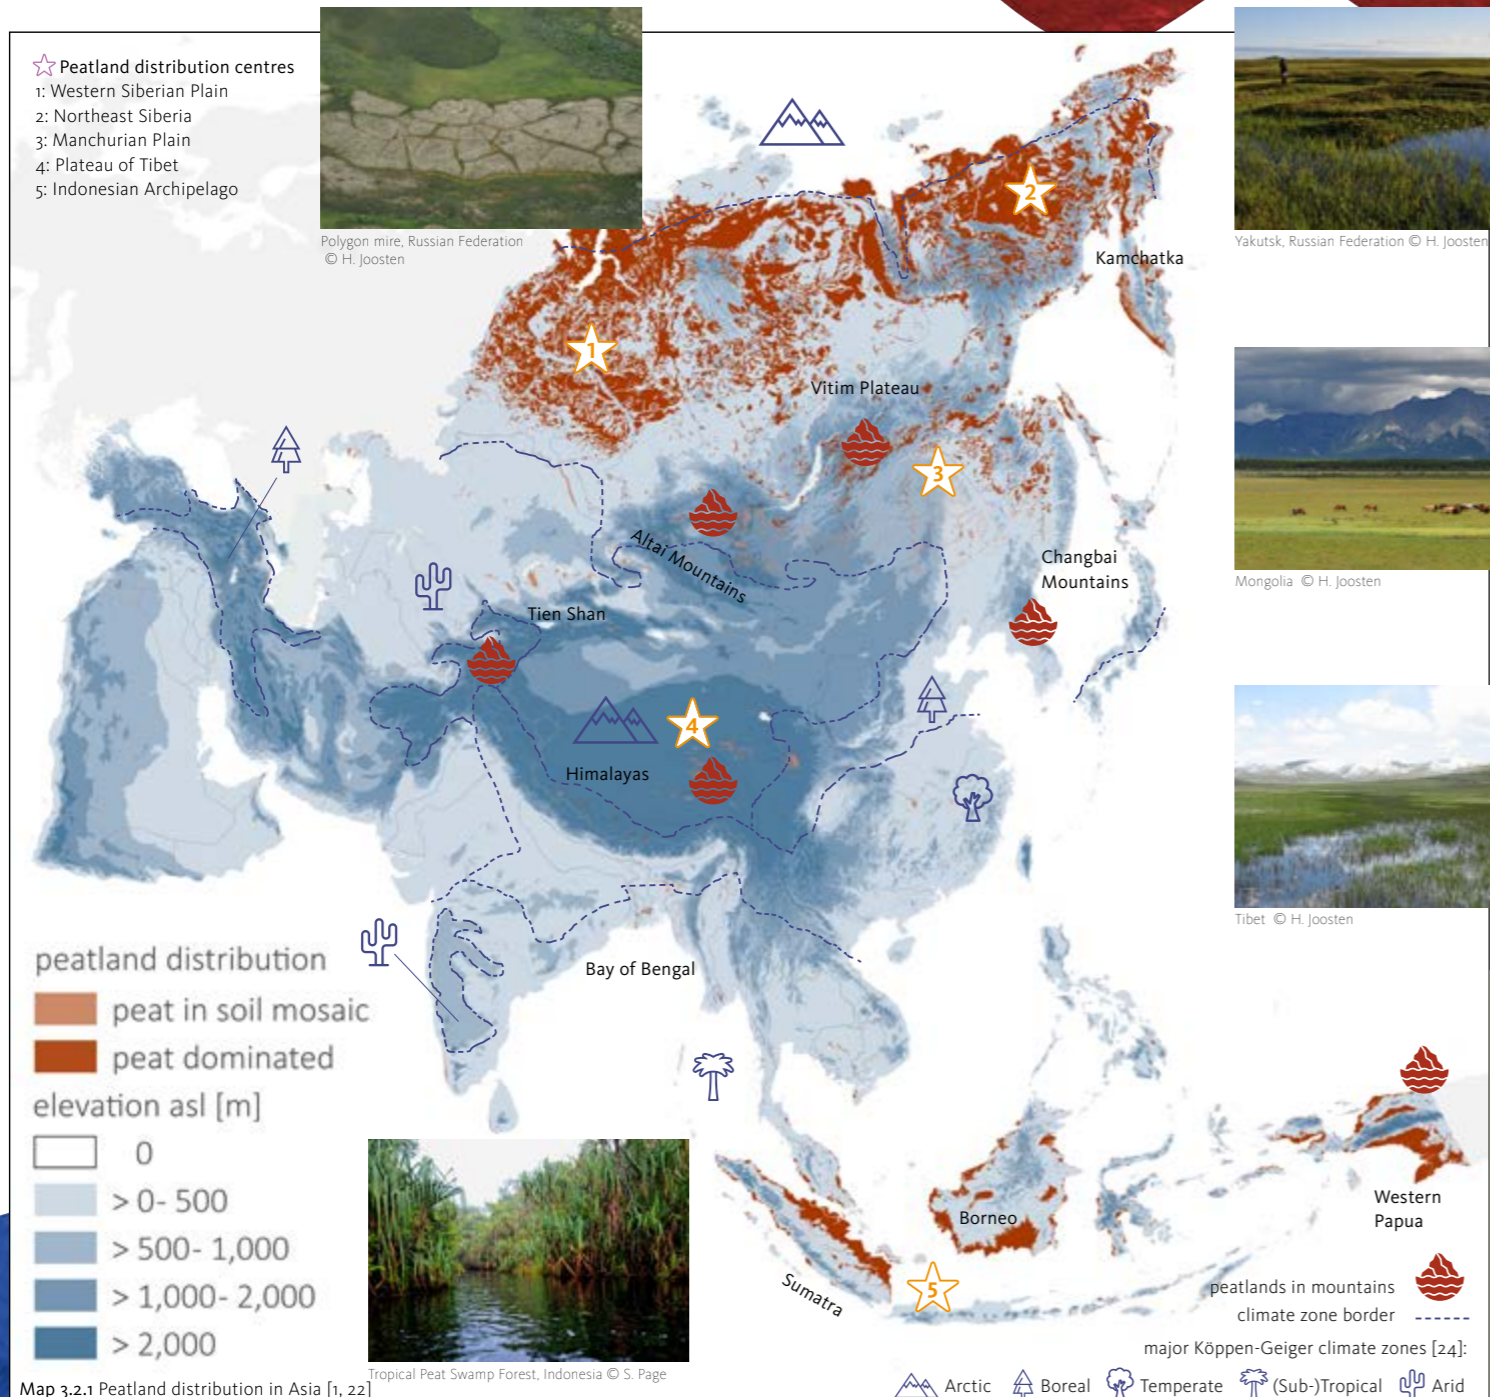 Peatland distribution centres
1: Western Siberian Plain
2: Northeast Siberia
3: Manchurian Plain
4: Plateau of Tibet
5: Indonesian Archipelago
Polygon mire, Russian Federation
© H. Joosten
Yakutsk, Russian Federation © H. Joosten
2
Kamchatka
1
Vitim Plateau
3
Mongolia © H. Joosten
Altai Mountains
Changbai
Mountains
Tien Shan
4
Himalayas
Tibet © H. Joosten
Bay of Bengal
peatland distribution
peat in soil mosaic
peat dominated
elevation asl [m]
0
> 0- 500
> 500- 1,000
> 1,000- 2,000
> 2,000
Tropical Peat Swamp Forest, Indonesia © S. Page
Borneo
Sumatra
5
Western
Papua
peatlands in mountains
climate zone border
major Köppen-Geiger climate zones [24]:
Arctic Boreal Temperate (Sub-)Tropical Arid
Map 3.2.1 Peatland distribution in Asia [1, 22]